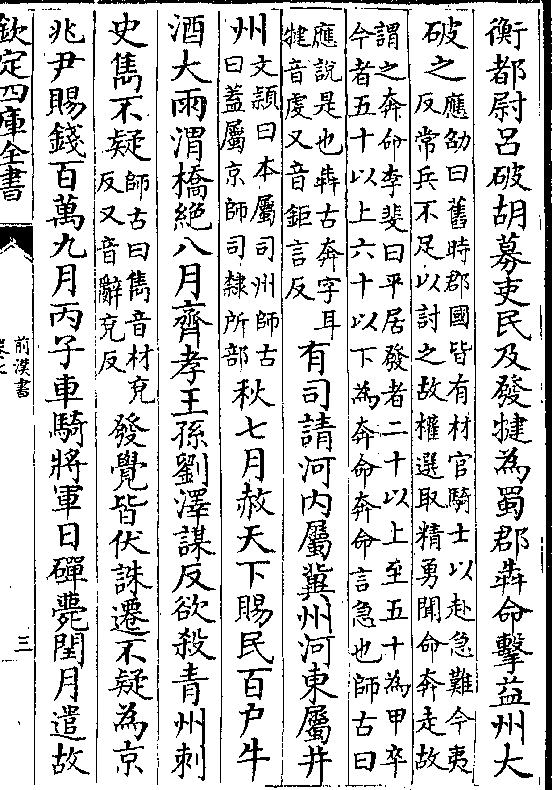 衡都尉呂破胡募吏民及發犍為蜀郡犇命擊益州大
破之
應劭曰舊時郡國皆有材官騎士以赴急難今夷
反常兵不足以討之故權選取精勇聞命奔走故
謂之奔命李斐曰平居發者二十以上至五十為甲卒
今者五十以上六十以下為奔命奔命言急也師古曰
應說是也犇古奔字耳
犍音虔又音鉅言反
有司請河內屬冀州河東屬并
州
文頴曰本屬司州師古
曰蓋屬京師司隸所部
秋七月赦天下賜民百户牛
酒大雨渭橋絶八月齊孝王孫劉澤謀反欲殺青州刺
史雋不疑
師古曰雋音材兗
反又音辭兗反
發覺皆伏誅遷不疑為京
兆尹賜錢百萬九月丙子車騎將軍日磾薨閏月遣故
欽定四庫全書
前漢書
三